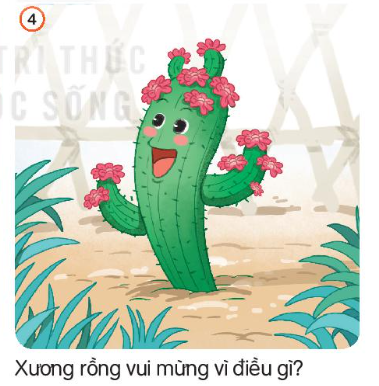 4
TRI THỨC
ỘC SỐNG
Xương rồng vui mừng vì điều gì?